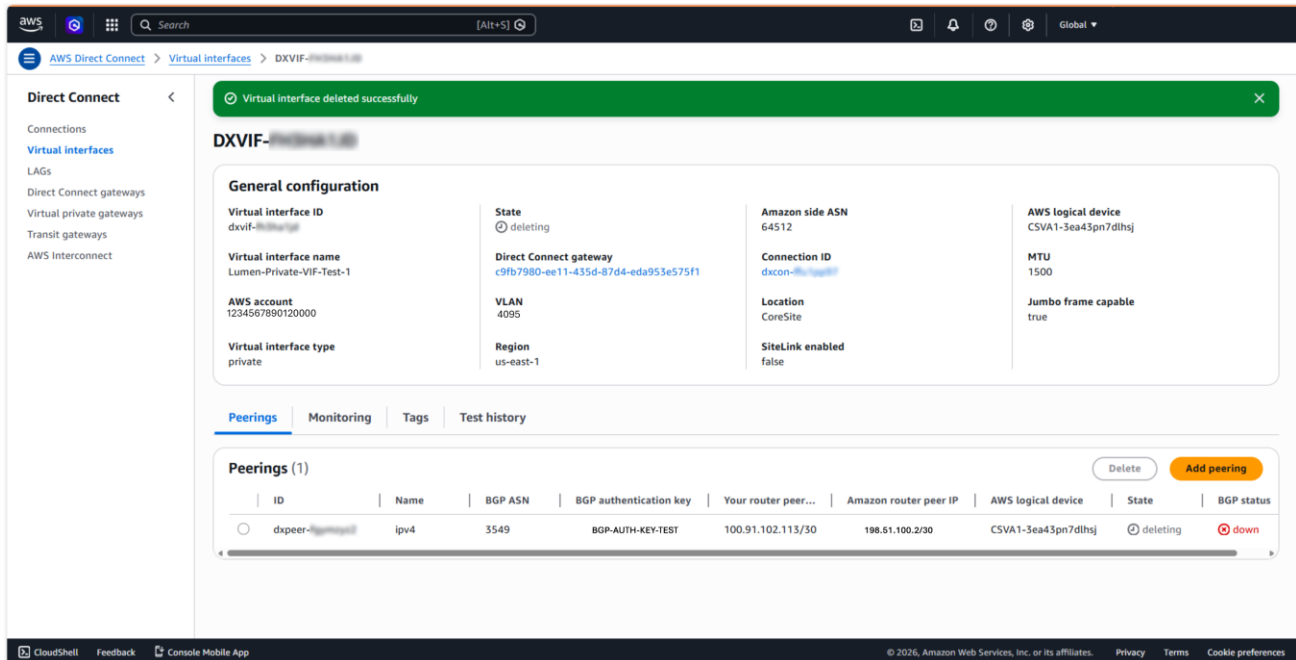 aws
Search [Alt+S] Global
AWS Direct Connect > Virtual interfaces > DXVIF-
Direct Connect
Connections
Virtual interfaces
LAGs
Direct Connect gateways
Virtual private gateways
Transit gateways
AWS Interconnect
Virtual interface deleted successfully
DXVIF-
General configuration
Virtual interface ID
dxvif-
Virtual interface name
Lumen-Private-VIF-Test-1
AWS account
1234567890120000
Virtual interface type
private
State
deleting
Direct Connect gateway
c9fb7980-ee11-435d-87d4-eda953e575f1
VLAN
4095
Region
us-east-1
Amazon side ASN
64512
Connection ID
dxcon-
Location
CoreSite
SiteLink enabled
false
AWS logical device
CSVA1-3ea43pn7dlhsj
MTU
1500
Jumbo frame capable
true
Peerings Monitoring Tags Test history
Peerings (1) Delete Add peering
ID Name BGP ASN BGP authentication key Your router peer... Amazon router peer IP AWS logical device State BGP status
dxpeer- ipv4 3549 BGP-AUTH-KEY-TEST 100.91.102.113/30 198.51.100.2/30 CSVA1-3ea43pn7dlhsj deleting down
CloudShell Feedback Console Mobile App © 2026, Amazon Web Services, Inc. or its affiliates. Privacy Terms Cookie preferences